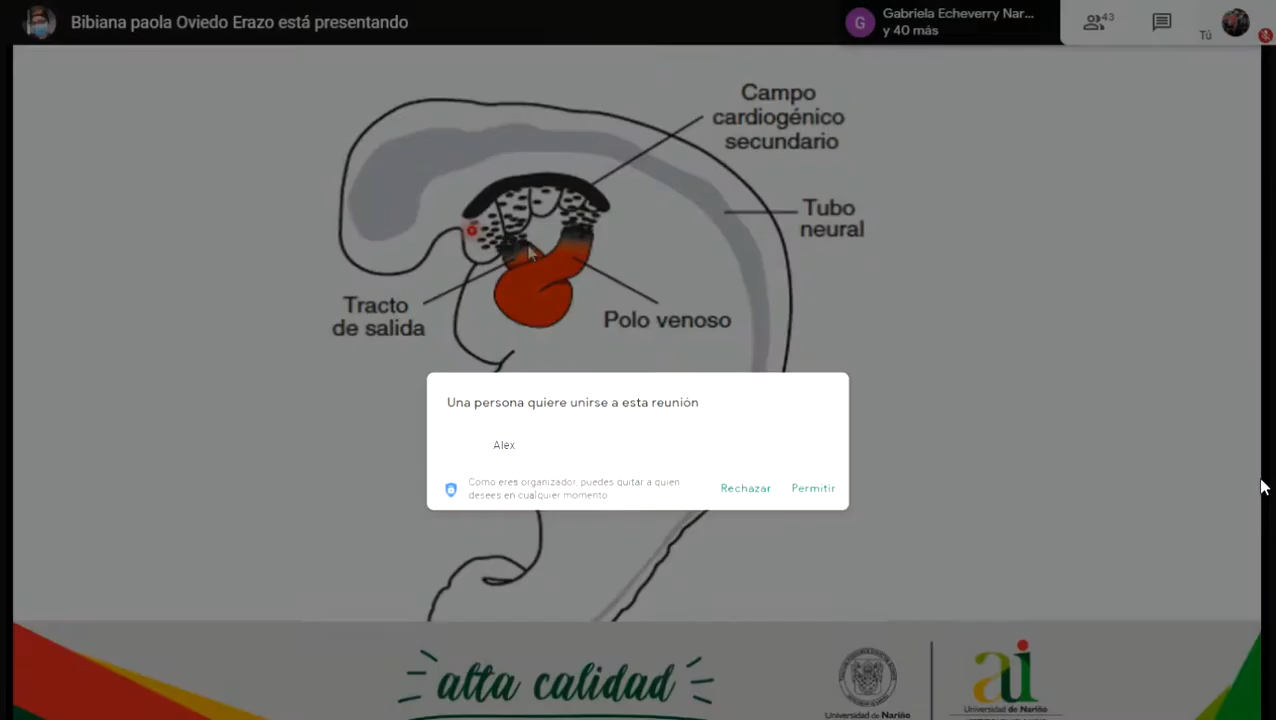 Bibiana paola Oviedo Erazo está presentando
Gabriela Echeverry Nar...
y 40 más
43
Tú
G
Campo
cardiogénico
secundario
Tubo
neural
Tracto
de salida
Polo venoso
Una persona quiere unirse a esta reunión
Alex
Como eres organizador, puedes quitar a quien
desees en cualquier momento
Rechazar
Permitir
alta calidad
Universidad de Nariño
ai
Universidad de Nariño